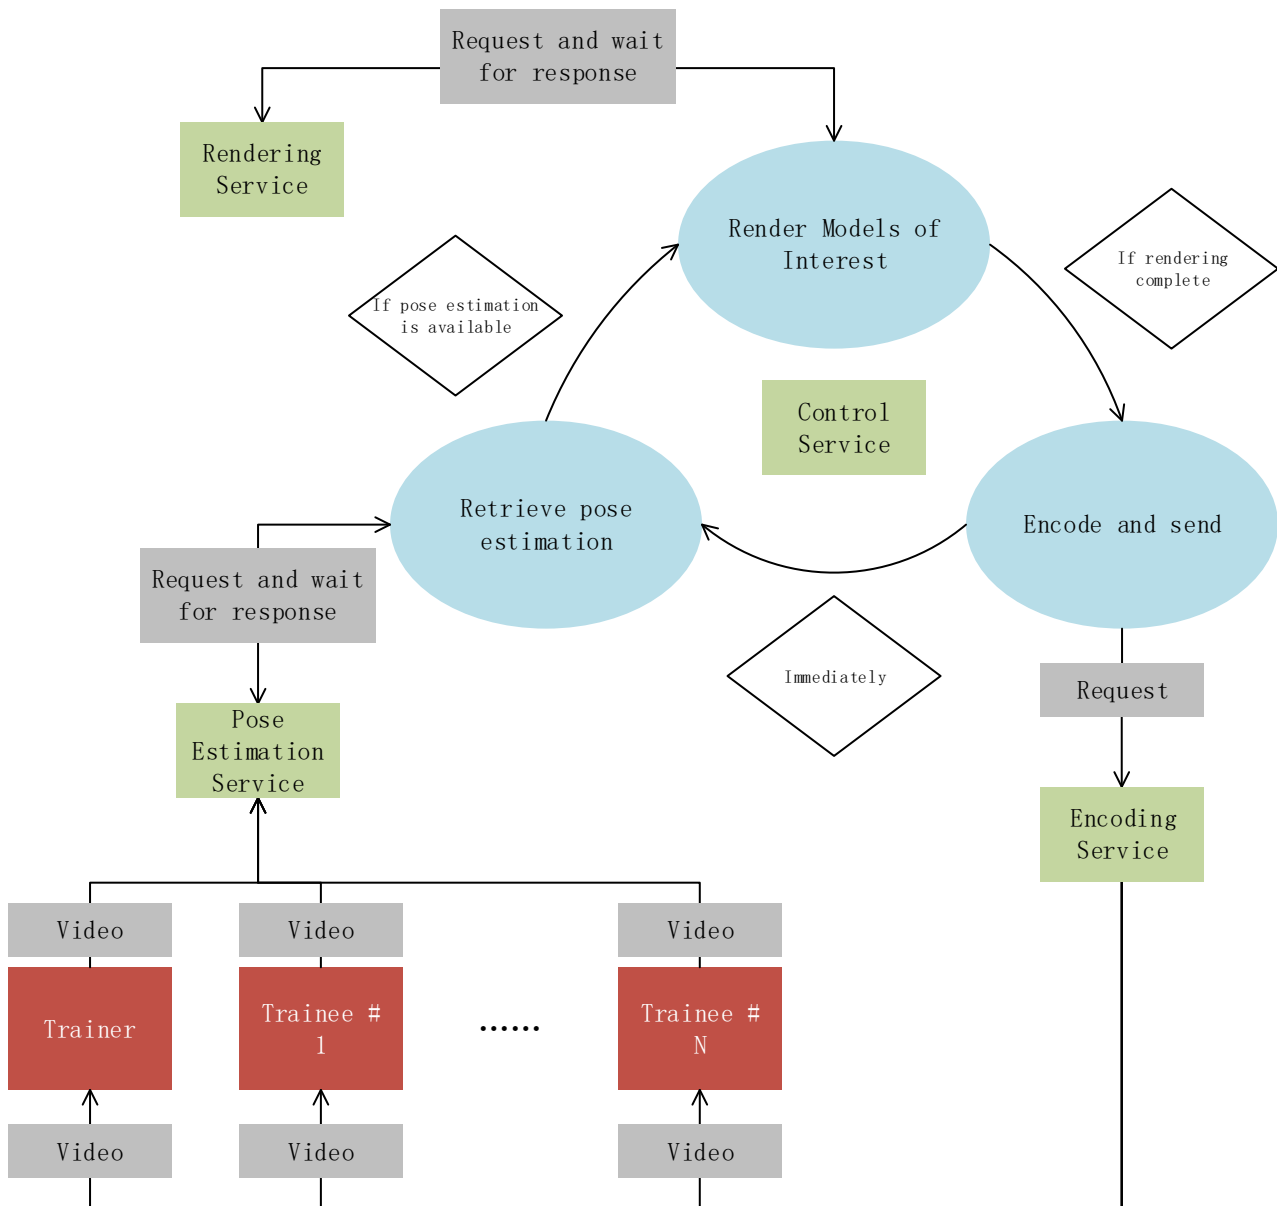 Request and wait
for response
Rendering
Service
Render Models of
Interest
If rendering
complete
If pose estimation
is available
Control
Service
Retrieve pose
estimation
Encode and send
Request and wait
for response
Immediately
Request
Pose
Estimation
Service
Encoding
Service
Video
Video
Video
Trainer
Trainee #
1
......
Trainee #
N
Video
Video
Video